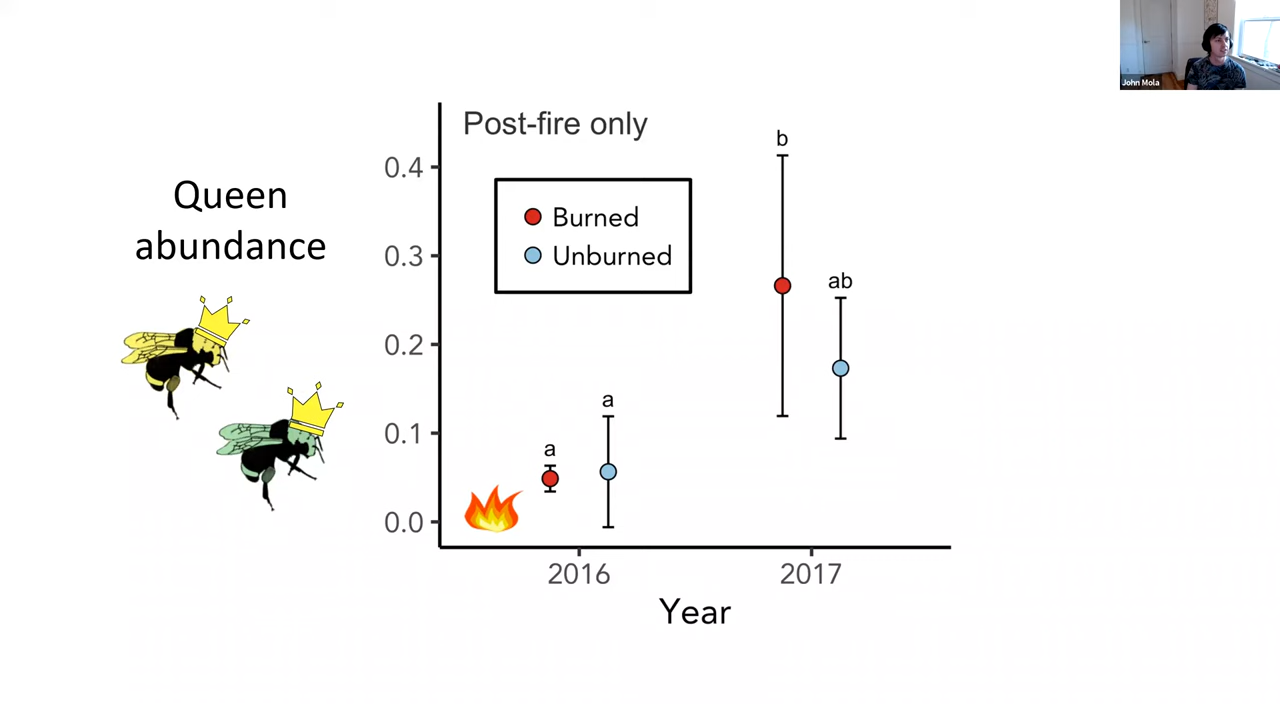 John Mola
Queen
abundance
Post-fire only
Burned
Unburned
0.4
0.3
0.2
0.1
0.0
a
a
b
ab
2016
2017
Year